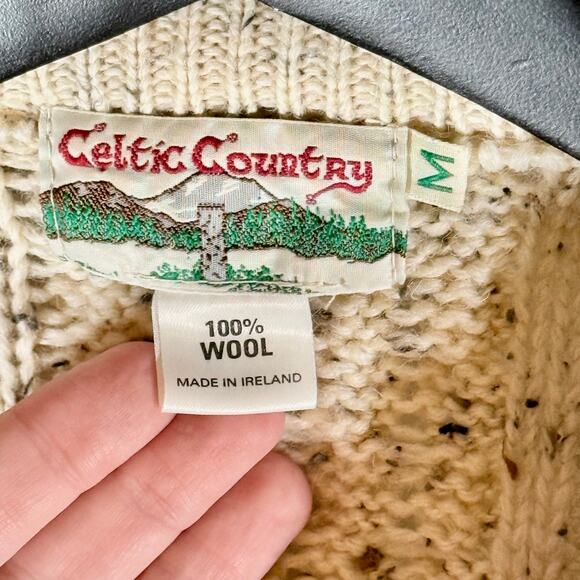 Celtic Country
M
100%
WOOL
MADE IN IRELAND